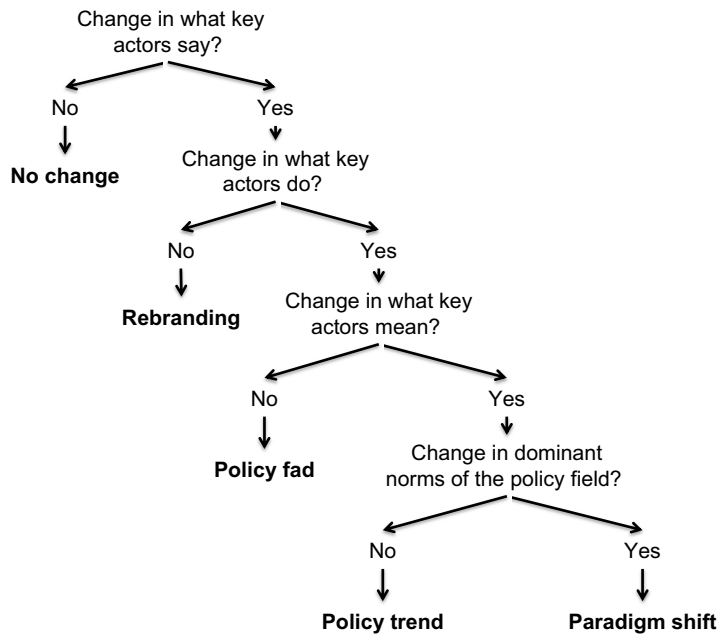 Change in what key
actors say?
No
Yes
No change
Change in what key
actors do?
No
Yes
Rebranding
Change in what key
actors mean?
No
Yes
Policy fad
Change in dominant
norms of the policy field?
No
Yes
Policy trend
Paradigm shift